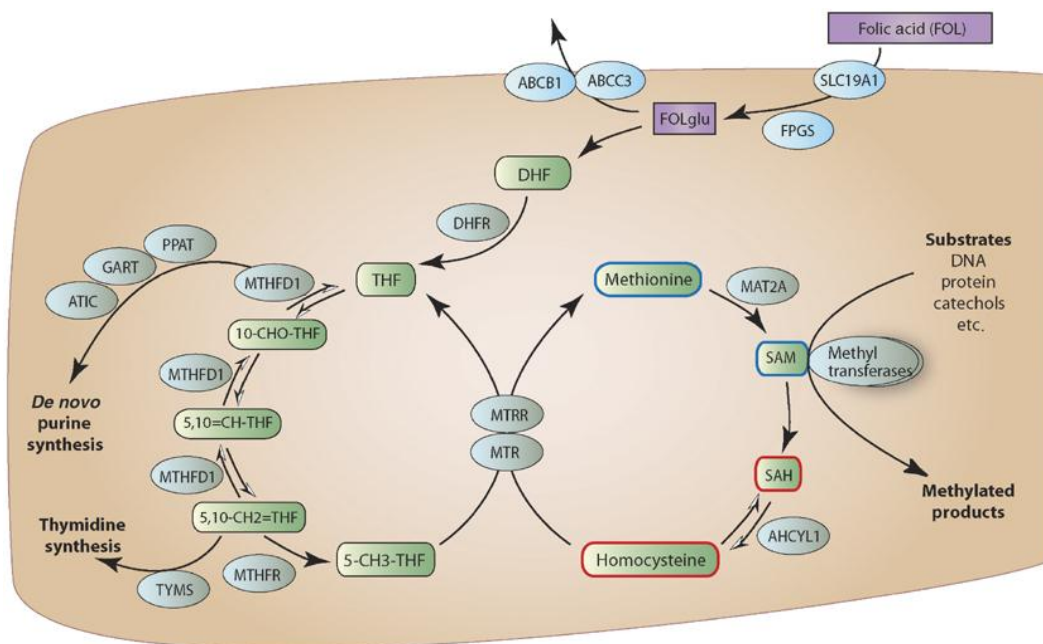 Folic acid (FOL)
ABCB1
ABCC3
SLC19A1
FOLglu
FPGS
DHF
DHFR
PPAT
GART
ATIC
MTHFD1
THF
10-CHO-THF
MTHFD1
De novo
purine
synthesis
5,10=CH-THF
MTHFD1
5,10-CH2=THF
Thymidine
synthesis
TYMS
MTHFR
5-CH3-THF
MTRR
MTR
Methionine
MAT2A
SAM
Methyl
transferases
Substrates
DNA
protein
catechols
etc.
SAH
AHCYL1
Homocysteine
Methylated
products